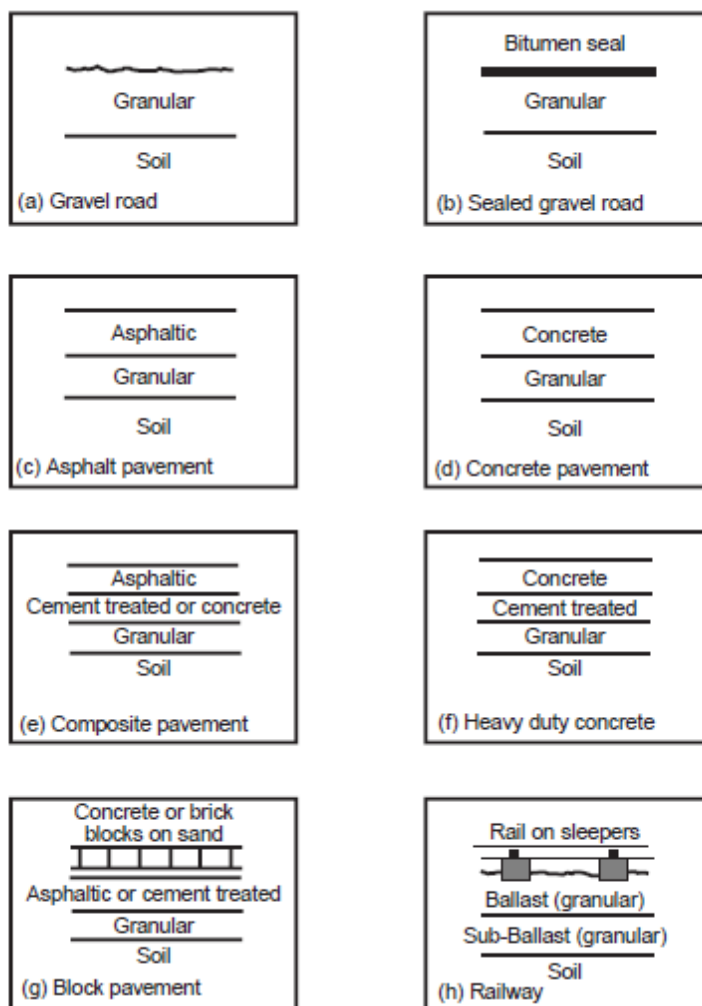 Granular
Soil
(a) Gravel road
Bitumen seal
Granular
Soil
(b) Sealed gravel road
Asphaltic
Granular
Soil
(c) Asphalt pavement
Concrete
Granular
Soil
(d) Concrete pavement
Asphaltic
Cement treated or concrete
Granular
Soil
(e) Composite pavement
Concrete
Cement treated
Granular
Soil
(f) Heavy duty concrete
Concrete or brick
blocks on sand
Asphaltic or cement treated
Granular
Soil
(g) Block pavement
Rail on sleepers
Ballast (granular)
Sub-Ballast (granular)
Soil
(h) Railway